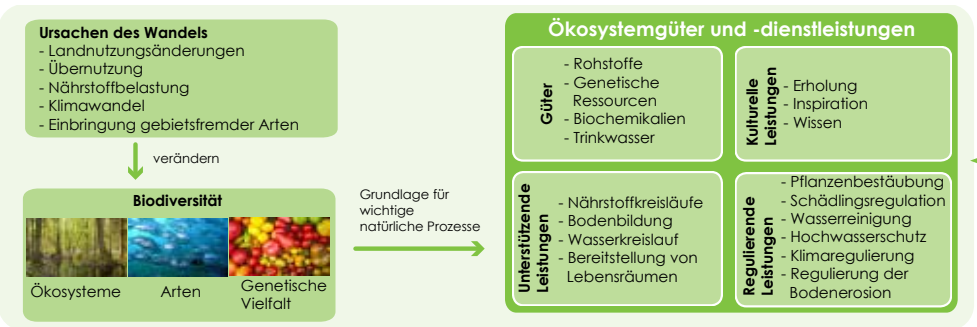 Ursachen des Wandels
- Landnutzungsänderungen
- Übernutzung
- Nährstoffbelastung
- Klimawandel
- Einbringung gebietsfremder Arten
verändern
Biodiversität
Ökosysteme
Arten
Genetische
Vielfalt
Grundlage für
wichtige
natürliche Prozesse
Ökosystemgüter und -dienstleistungen
Güter
- Rohstoffe
- Genetische
Ressourcen
- Biochemikalien
- Trinkwasser
Kulturelle
Leistungen
- Erholung
- Inspiration
- Wissen
Unterstützende
Leistungen
- Nährstoffkreisläufe
- Bodenbildung
- Wasserkreislauf
- Bereitstellung von
Lebensräumen
Regulierende
Leistungen
- Pflanzenbestäubung
- Schädlingsregulation
- Wasserreinigung
- Hochwasserschutz
- Klimaregulierung
- Regulierung der
Bodenerosion